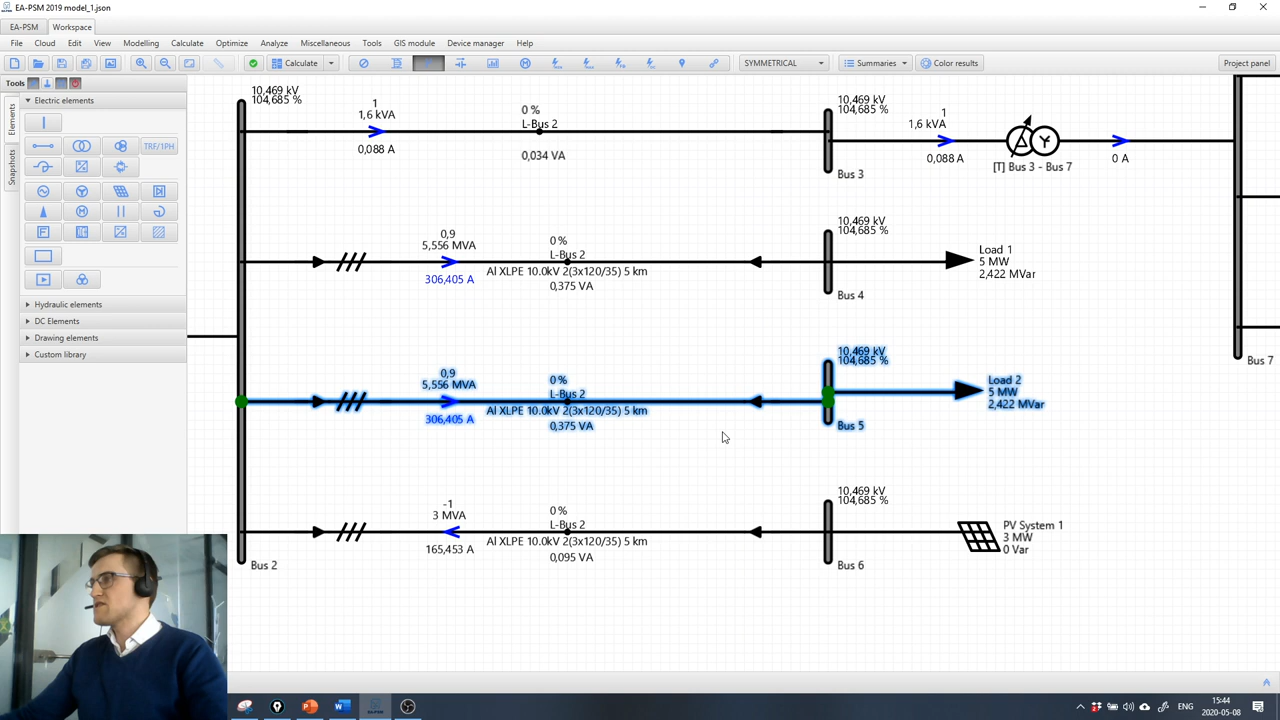 EA-PSM 2019 model_1.json
EA-PSM Workspace
File Cloud Edit View Modelling Calculate Optimize Analyze Miscellaneous Tools GIS module Device manager Help
Calculate SYMMETRICAL Summaries Color results Project panel
Tools
Elements
Snapshots
Electric elements
TRF/1PH
Hydraulic elements
DC Elements
Drawing elements
Custom library
10,469 kV
104,685 %
1
1,6 kVA
0,088 A
0 %
L-Bus 2
0,034 VA
10,469 kV
104,685 %
Bus 3
1
1,6 kVA
0,088 A
[T] Bus 3 - Bus 7
0 A
0,9
5,556 MVA
306,405 A
0 %
L-Bus 2
Al XLPE 10.0kV 2(3x120/35) 5 km
0,375 VA
10,469 kV
104,685 %
Bus 4
Load 1
5 MW
2,422 MVar
Bus 7
0,9
5,556 MVA
306,405 A
0 %
L-Bus 2
Al XLPE 10.0kV 2(3x120/35) 5 km
0,375 VA
10,469 kV
104,685 %
Bus 5
Load 2
5 MW
2,422 MVar
-1
3 MVA
165,453 A
0 %
L-Bus 2
Al XLPE 10.0kV 2(3x120/35) 5 km
0,095 VA
10,469 kV
104,685 %
Bus 6
PV System 1
3 MW
0 Var
Bus 2
ENG
15:44
2020-05-08